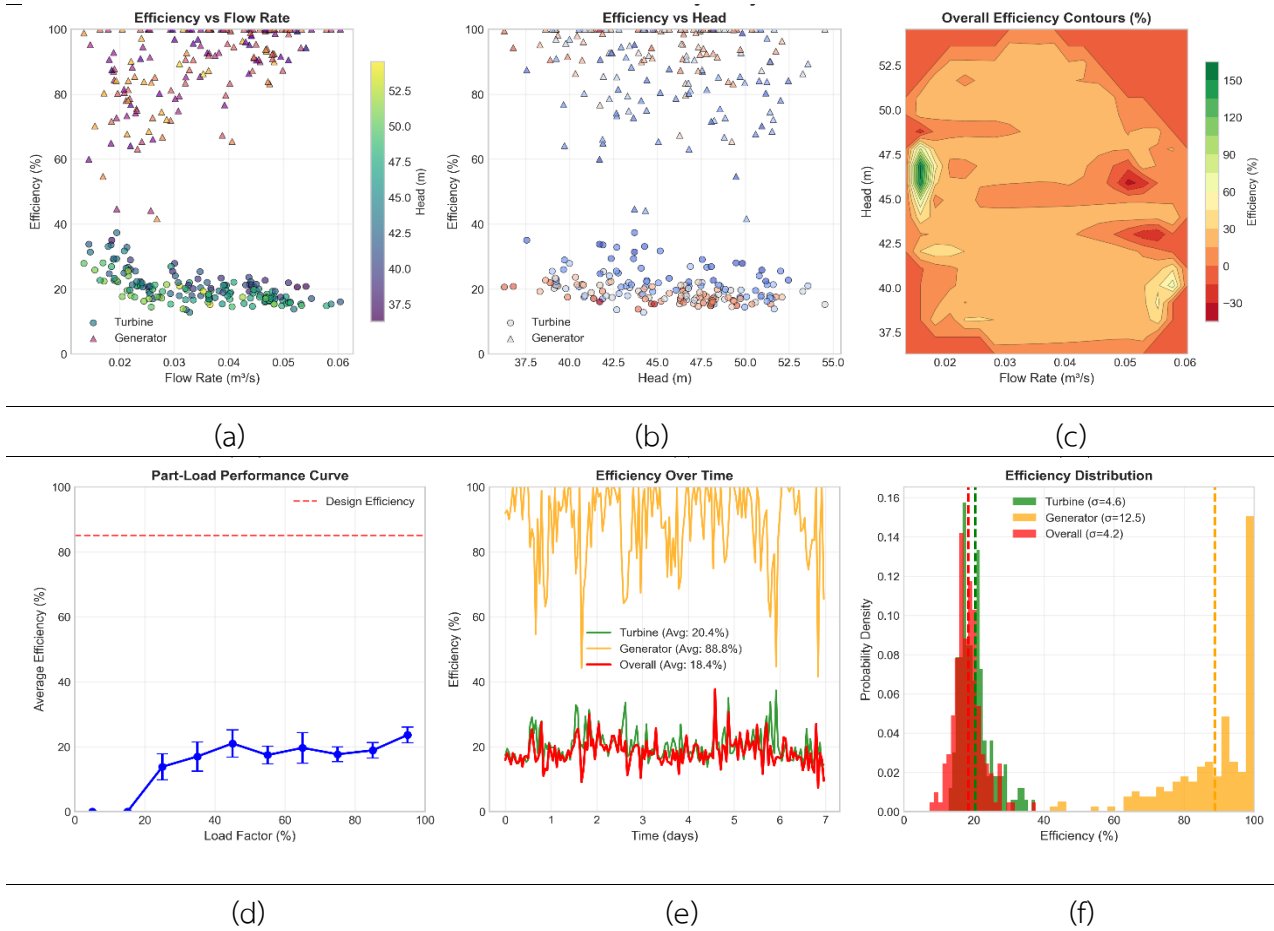 Efficiency vs Flow Rate
Efficiency (%)
100
80
60
40
20
0
0.02 0.03 0.04 0.05 0.06
Flow Rate (m³/s)
Turbine
Generator
52.5
50.0
47.5
45.0
42.5
40.0
37.5
Head (m)
Efficiency vs Head
Efficiency (%)
100
80
60
40
20
0
37.5 40.0 42.5 45.0 47.5 50.0 52.5 55.0
Head (m)
Turbine
Generator
Overall Efficiency Contours (%)
Head (m)
52.5
50.0
47.5
45.0
42.5
40.0
37.5
0.02 0.03 0.04 0.05 0.06
Flow Rate (m³/s)
150
120
90
60
30
0
−30
Efficiency (%)
(a)
(b)
(c)
Part-Load Performance Curve
Design Efficiency
Average Efficiency (%)
100
80
60
40
20
0
0 20 40 60 80 100
Load Factor (%)
Efficiency Over Time
Efficiency (%)
100
80
60
40
20
0
Turbine (Avg: 20.4%)
Generator (Avg: 88.8%)
Overall (Avg: 18.4%)
0 1 2 3 4 5 6 7
Time (days)
Efficiency Distribution
Turbine (σ=4.6)
Generator (σ=12.5)
Overall (σ=4.2)
Probability Density
0.16
0.14
0.12
0.10
0.08
0.06
0.04
0.02
0.00
0 20 40 60 80 100
Efficiency (%)
(d)
(e)
(f)